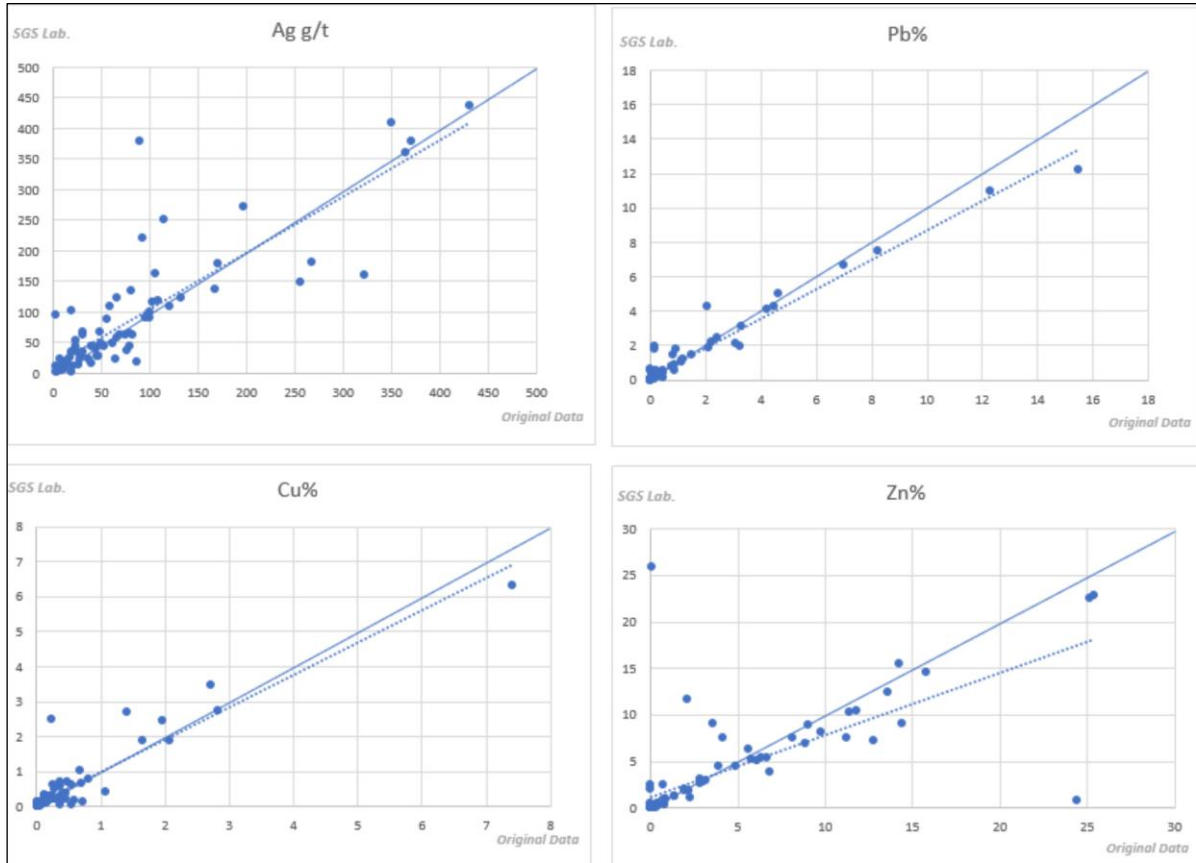 SGS Lab.
Ag g/t
500
450
400
350
300
250
200
150
100
50
0
0 50 100 150 200 250 300 350 400 450 500
Original Data
SGS Lab.
Pb%
18
16
14
12
10
8
6
4
2
0
0 2 4 6 8 10 12 14 16 18
Original Data
SGS Lab.
Cu%
8
7
6
5
4
3
2
1
0
0 1 2 3 4 5 6 7 8
Original Data
SGS Lab.
Zn%
30
25
20
15
10
5
0
0 5 10 15 20 25 30
Original Data